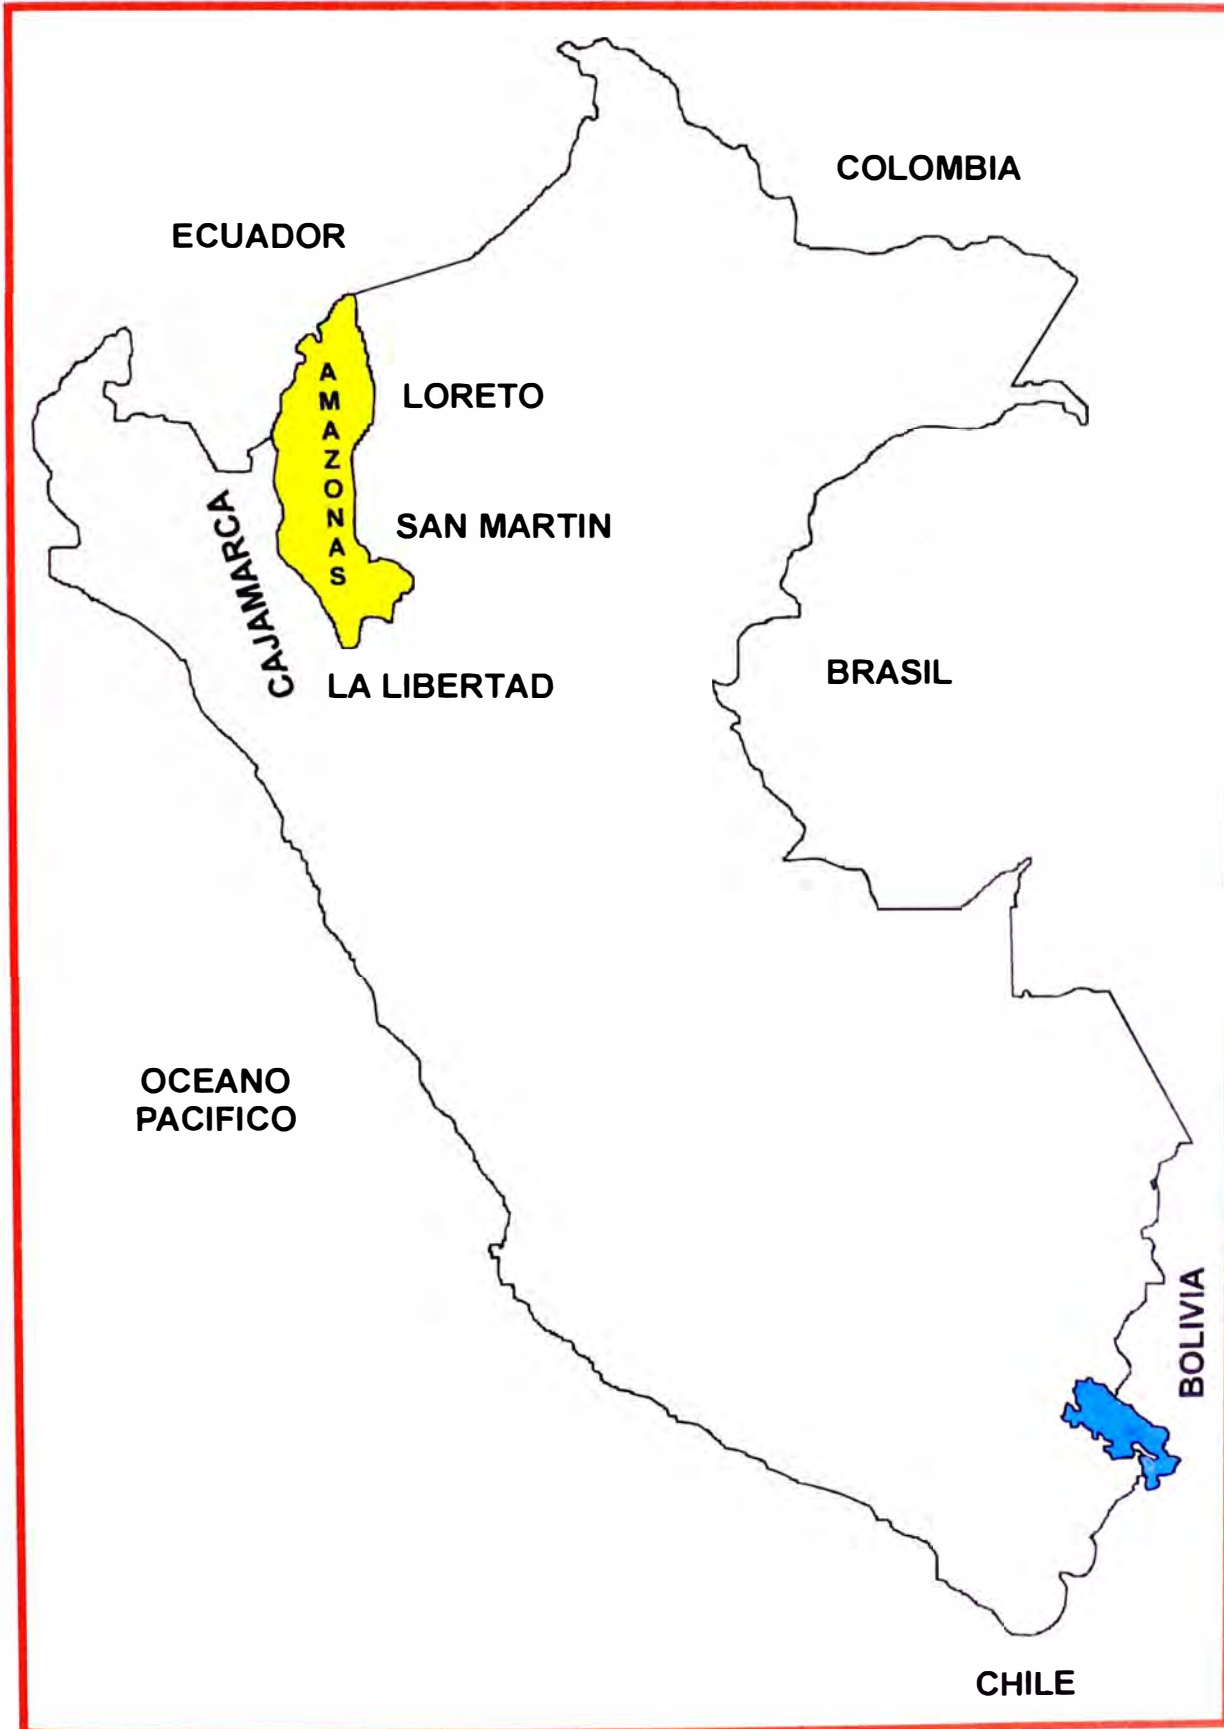 COLOMBIA
ECUADOR
AMAZONAS
LORETO
SAN MARTIN
CAJAMARCA
LA LIBERTAD
BRASIL
OCEANO
PACIFICO
BOLIVIA
CHILE